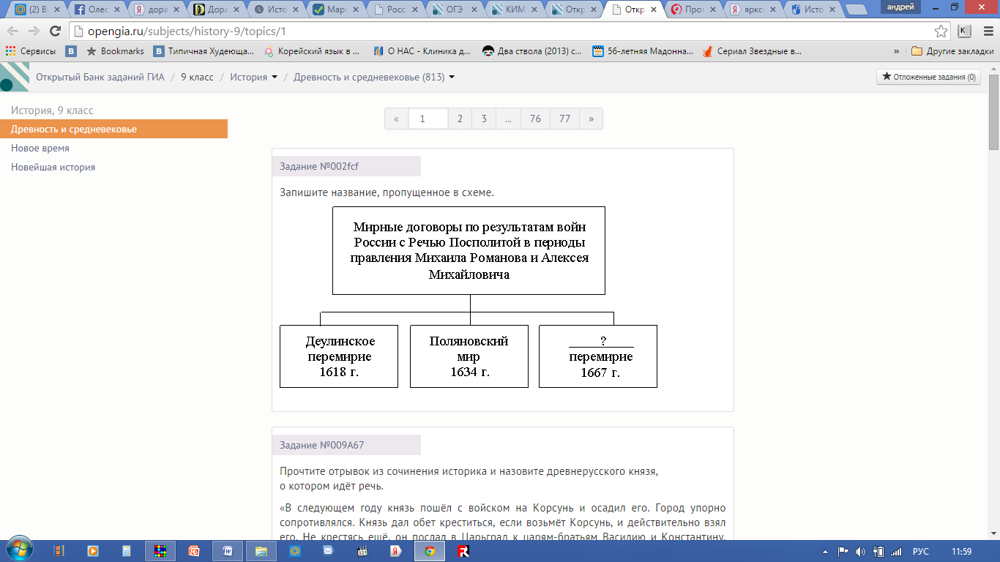 (2) В
Олес
дора
Дора
Исто
Маре
Росс
ОГЭ
КИМ
Откр
Откр
Про
яркс
Исто
андрей
opengia.ru/subjects/history-9/topics/1
Сервисы
Bookmarks
Типичная Худеюща...
Корейский язык в ...
О НАС - Клиника д...
Два ствола (2013) с...
56-летняя Мадонна...
Сериал Звездные в...
»
Другие закладки
Открытый Банк заданий ГИА / 9 класс / История / Древность и средневековье (813)
Отложенные задания (0)
История, 9 класс
Древность и средневековье
Новое время
Новейшая история
« 1 2 3 ... 76 77 »
Задание №002fcf
Запишите название, пропущенное в схеме.
Мирные договоры по результатам войн
России с Речью Посполитой в периоды
правления Михаила Романова и Алексея
Михайловича
Деулинское
перемирие
1618 г.
Поляновский
мир
1634 г.
?
перемирие
1667 г.
Задание №009A67
Прочтите отрывок из сочинения историка и назовите древнерусского князя,
о котором идёт речь.
«В следующем году князь пошёл с войском на Корсунь и осадил его. Город упорно
сопротивлялся. Князь дал обет креститься, если возьмёт Корсунь, и действительно взял
его. Не крестясь ещё, он послал в Царьград к царям-братьям Василию и Константину,
РУС
11:59